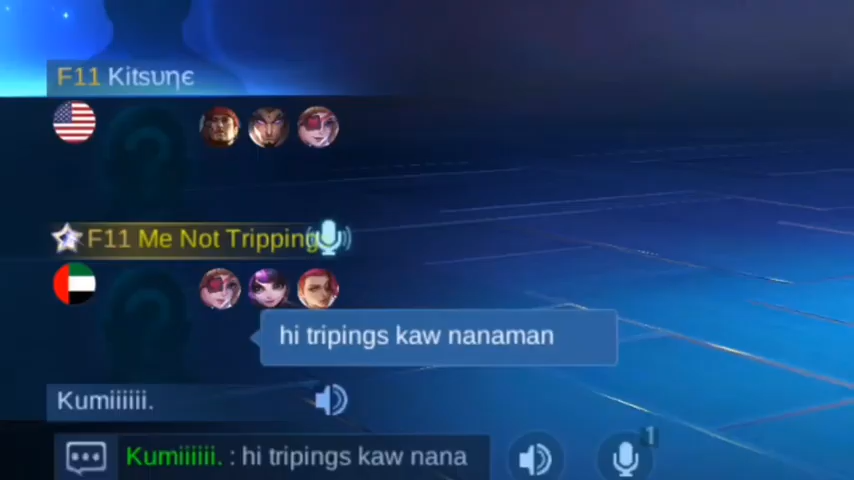 F11 Kitsυηє
F11 Me Not Tripping
hi tripings kaw nanaman
Kumiiiiii.
Kumiiiiii. : hi tripings kaw nana
1